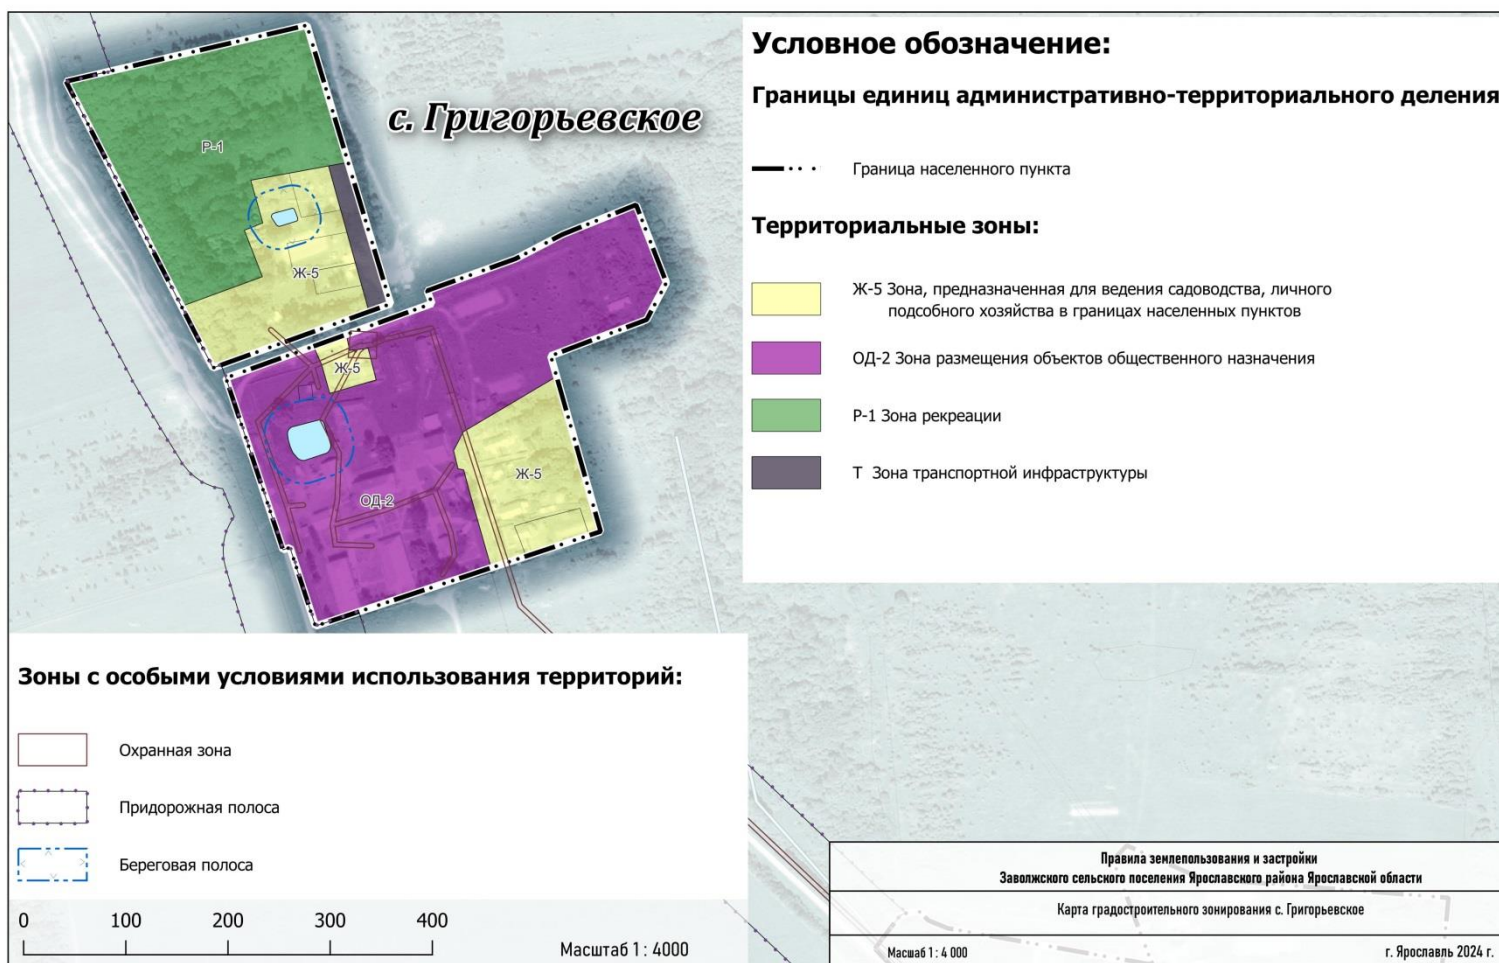 с. Григорьевское
Р-1
Ж-5
Ж-5
Ж-5
ОД-2
Условное обозначение:
Границы единиц административно-территориального деления
Граница населенного пункта
Территориальные зоны:
Ж-5 Зона, предназначенная для ведения садоводства, личного
подсобного хозяйства в границах населенных пунктов
ОД-2 Зона размещения объектов общественного назначения
Р-1 Зона рекреации
Т Зона транспортной инфраструктуры
Зоны с особыми условиями использования территорий:
Охранная зона
Придорожная полоса
Береговая полоса
0 100 200 300 400
Масштаб 1 : 4000
Правила землепользования и застройки
Заволжского сельского поселения Ярославского района Ярославской области
Карта градостроительного зонирования с. Григорьевское
Масшаб 1 : 4 000
г. Ярославль 2024 г.